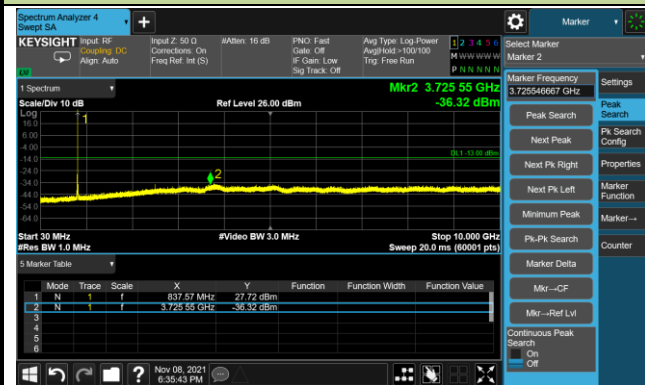 Spectrum Analyzer 4
Swept SA
+
Marker
KEYSIGHT
Input: RF
Coupling: DC
Align: Auto
Input Z: 50 Ω
Corrections: On
Freq Ref: Int (S)
#Atten: 16 dB
PNO: Fast
Gate: Off
IF Gain: Low
Sig Track: Off
Avg Type: Log-Power
Avg|Hold:>100/100
Trig: Free Run
1 2 3 4 5 6
M W W W W W
P N N N N N
Select Marker
Marker 2
1 Spectrum
Mkr2 3.725 55 GHz
Scale/Div 10 dB
Ref Level 26.00 dBm
-36.32 dBm
Log
16.0
6.00
-4.00
-14.0
-24.0
-34.0
-44.0
-54.0
-64.0
1
2
DL1 -13.00 dBm
Start 30 MHz
#Video BW 3.0 MHz
Stop 10.000 GHz
#Res BW 1.0 MHz
Sweep 20.0 ms (60001 pts)
5 Marker Table
Mode Trace Scale X Y Function Function Width Function Value
1 N 1 f 837.57 MHz 27.72 dBm
2 N 1 f 3.725 55 GHz -36.32 dBm
3
4
5
6
Marker Frequency
3.725546667 GHz
Peak Search
Next Peak
Next Pk Right
Next Pk Left
Minimum Peak
Pk-Pk Search
Marker Delta
Mkr→CF
Mkr→Ref Lvl
Continuous Peak
Search
On
Off
Settings
Peak
Search
Pk Search
Config
Properties
Marker
Function
Marker→
Counter
?
Nov 08, 2021
6:35:43 PM